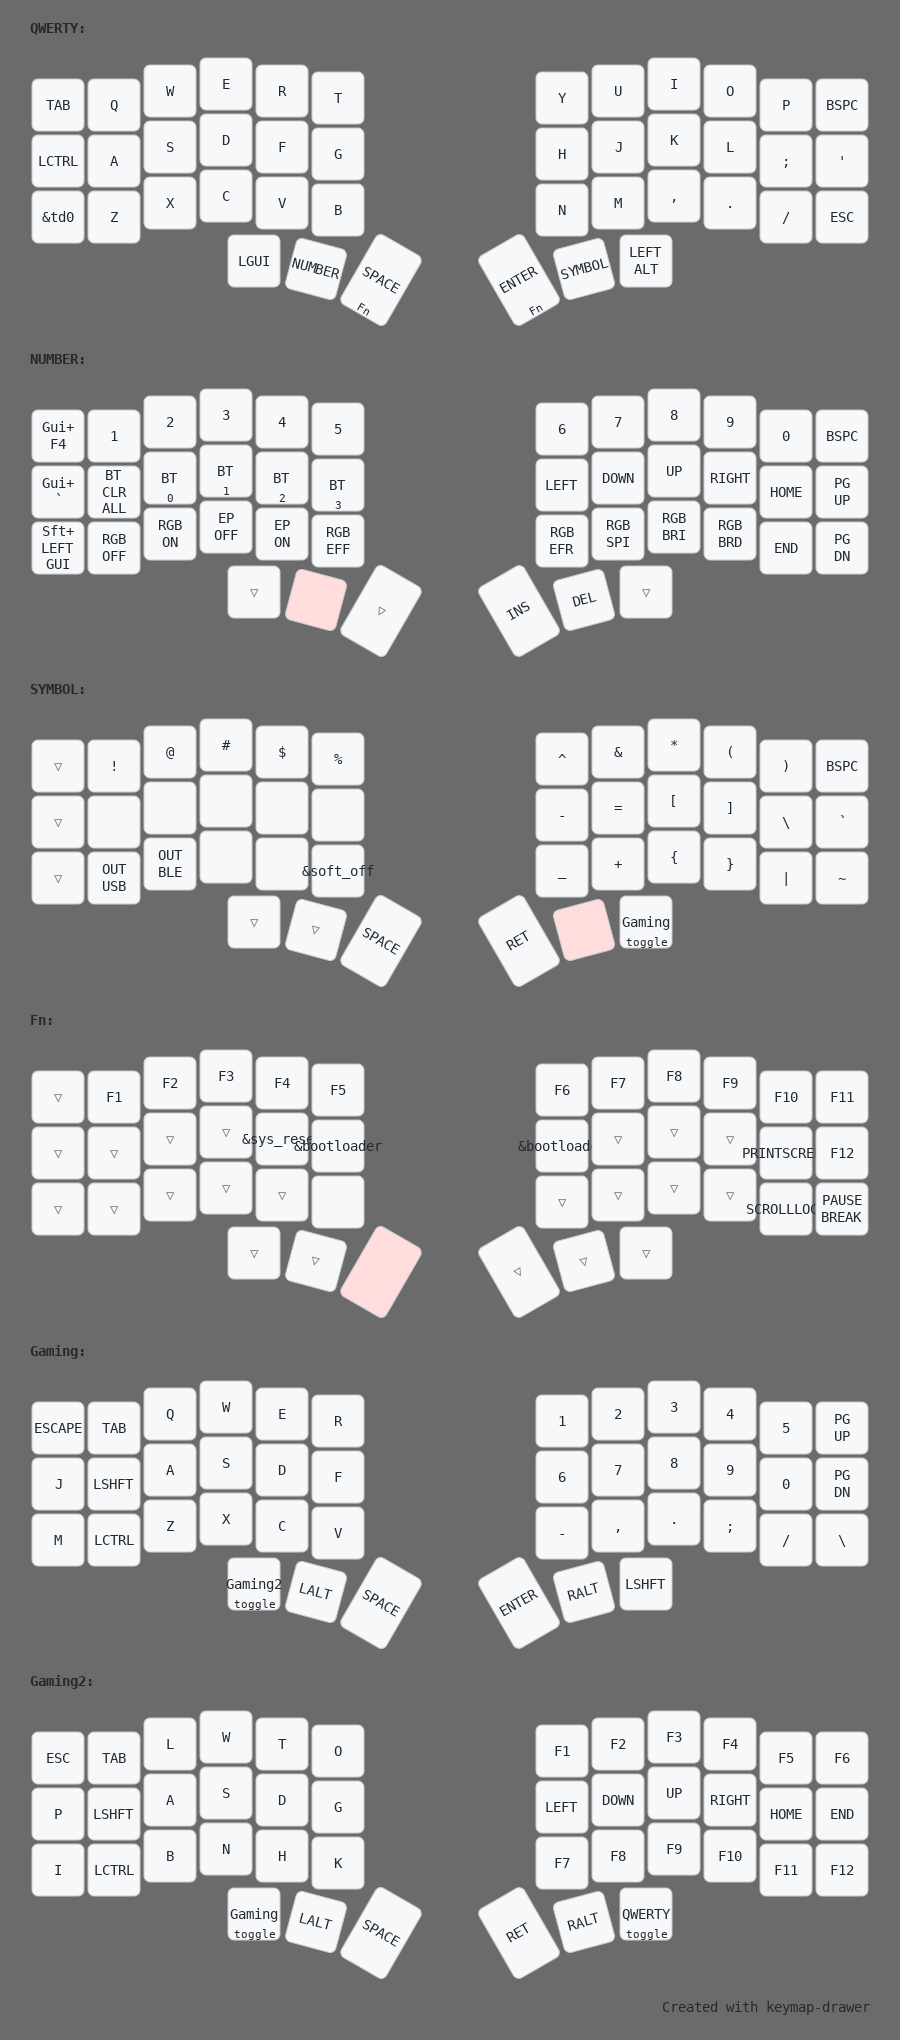 QWERTY:
TAB Q W E R T Y U I O P BSPC
LCTRL A S D F G H J K L ; '
&td0 Z X C V B N M , . / ESC
LGUI NUMBER SPACE Fn ENTER Fn SYMBOL LEFT ALT
NUMBER:
Gui+ F4 1 2 3 4 5 6 7 8 9 0 BSPC
Gui+ ` BT CLR ALL BT 0 BT 1 BT 2 BT 3 LEFT DOWN UP RIGHT HOME PG UP
Sft+ LEFT GUI RGB OFF RGB ON EP OFF EP ON RGB EFF RGB EFR RGB SPI RGB BRI RGB BRD END PG DN
▽ ▽ INS DEL ▽
SYMBOL:
▽ ! @ # $ % ^ & * ( ) BSPC
▽ - = [ ] \ `
▽ OUT USB OUT BLE &soft_off _ + { } | ~
▽ ▽ SPACE RET Gaming toggle
Fn:
▽ F1 F2 F3 F4 F5 F6 F7 F8 F9 F10 F11
▽ ▽ ▽ ▽ &sys_rese &bootloader &bootload ▽ ▽ ▽ PRINTSCRE F12
▽ ▽ ▽ ▽ ▽ ▽ ▽ ▽ ▽ SCROLLLOC PAUSE BREAK
▽ ▽ ▽ ▽ ▽
Gaming:
ESCAPE TAB Q W E R 1 2 3 4 5 PG UP
J LSHFT A S D F 6 7 8 9 0 PG DN
M LCTRL Z X C V - , . ; / \
Gaming2 toggle LALT SPACE ENTER RALT LSHFT
Gaming2:
ESC TAB L W T O F1 F2 F3 F4 F5 F6
P LSHFT A S D G LEFT DOWN UP RIGHT HOME END
I LCTRL B N H K F7 F8 F9 F10 F11 F12
Gaming toggle LALT SPACE RET RALT QWERTY toggle
Created with keymap-drawer